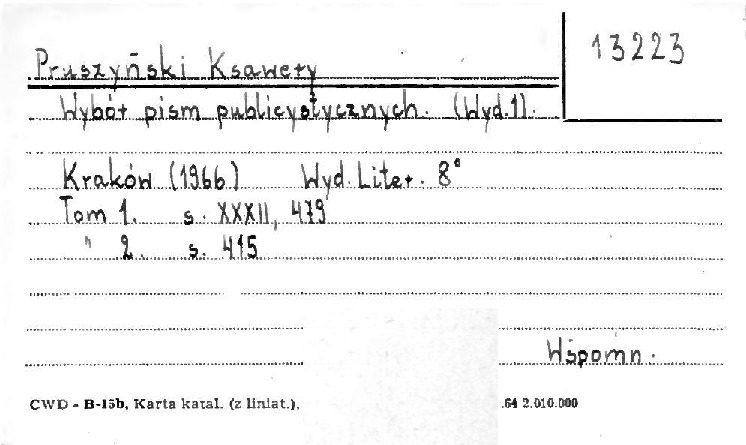 13223
Pruszyński Ksawery
Wybór pism publicystycznych. (Wyd.1).
Kraków (1966) Wyd. Liter. 8°
Tom 1. s. XXXII, 479
" 2. s. 415
Wspomn.
CWD - B-15b, Karta katal. (z liniat.). .64 2.010.000